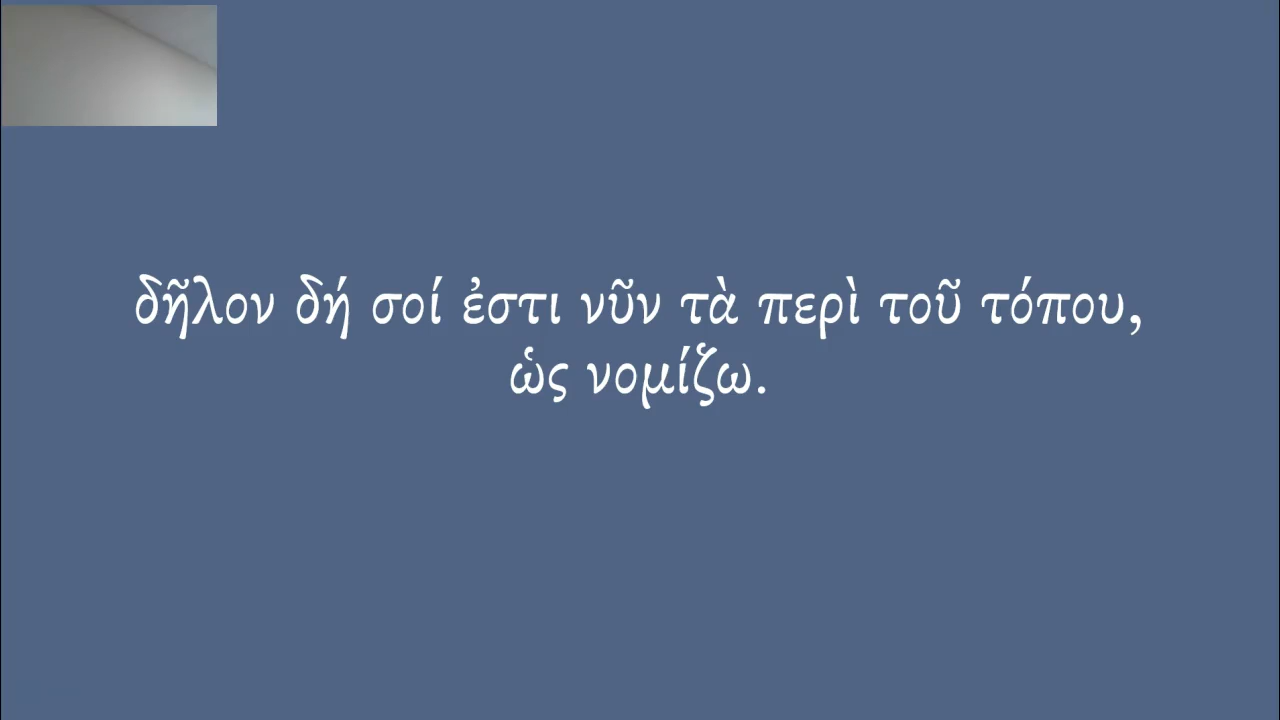 δῆλον δή σοί ἐστι νῦν τὰ περὶ τοῦ τόπου,
ὡς νομίζω.